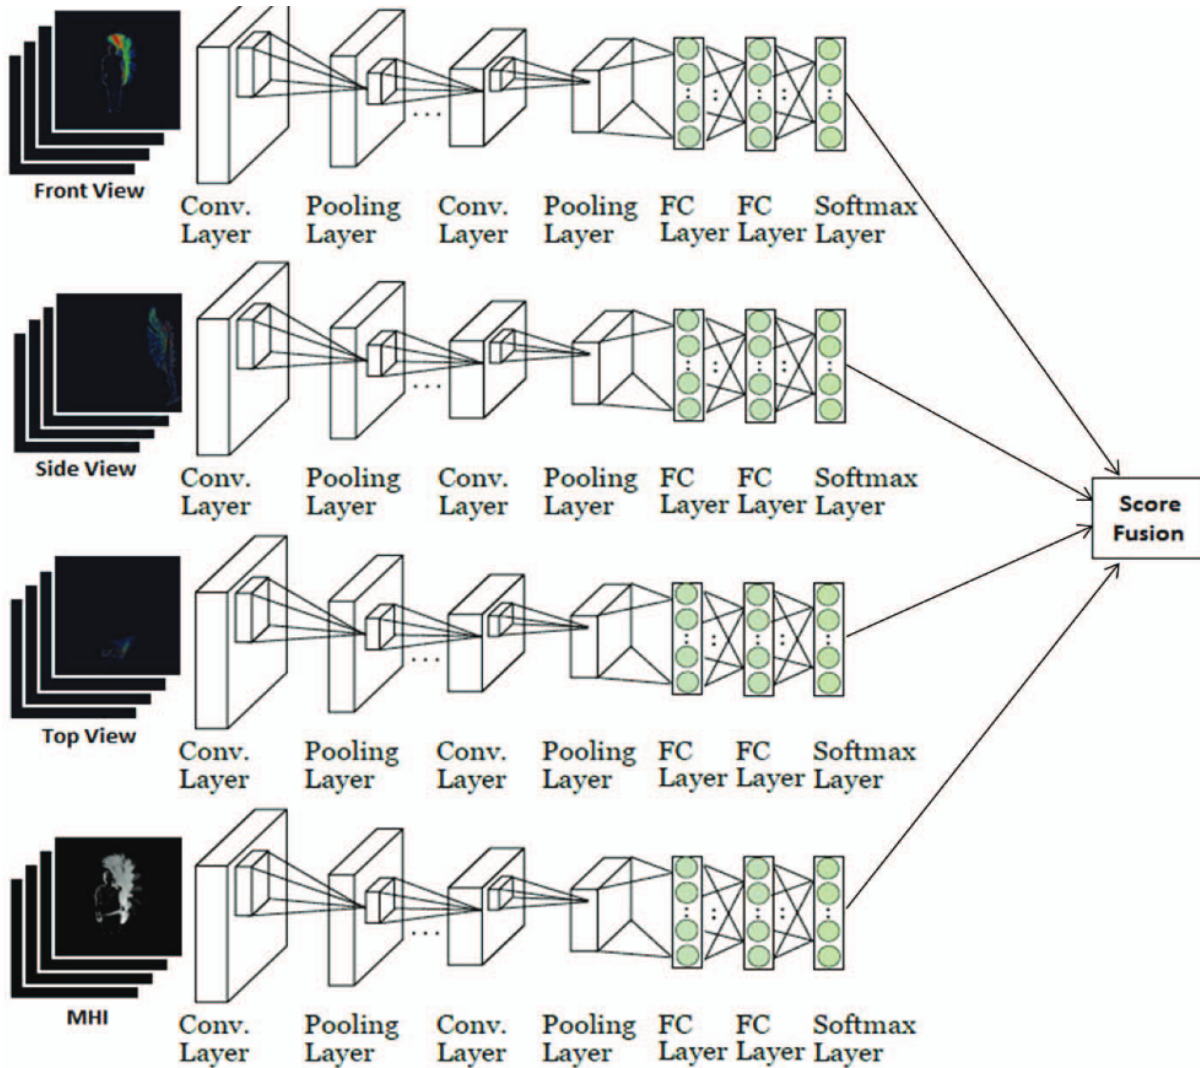 Front View
Conv. Layer
Pooling Layer
Conv. Layer
Pooling Layer
FC Layer
FC Layer
Softmax Layer
Side View
Conv. Layer
Pooling Layer
Conv. Layer
Pooling Layer
FC Layer
FC Layer
Softmax Layer
Score
Fusion
Top View
Conv. Layer
Pooling Layer
Conv. Layer
Pooling Layer
FC Layer
FC Layer
Softmax Layer
MHI
Conv. Layer
Pooling Layer
Conv. Layer
Pooling Layer
FC Layer
FC Layer
Softmax Layer